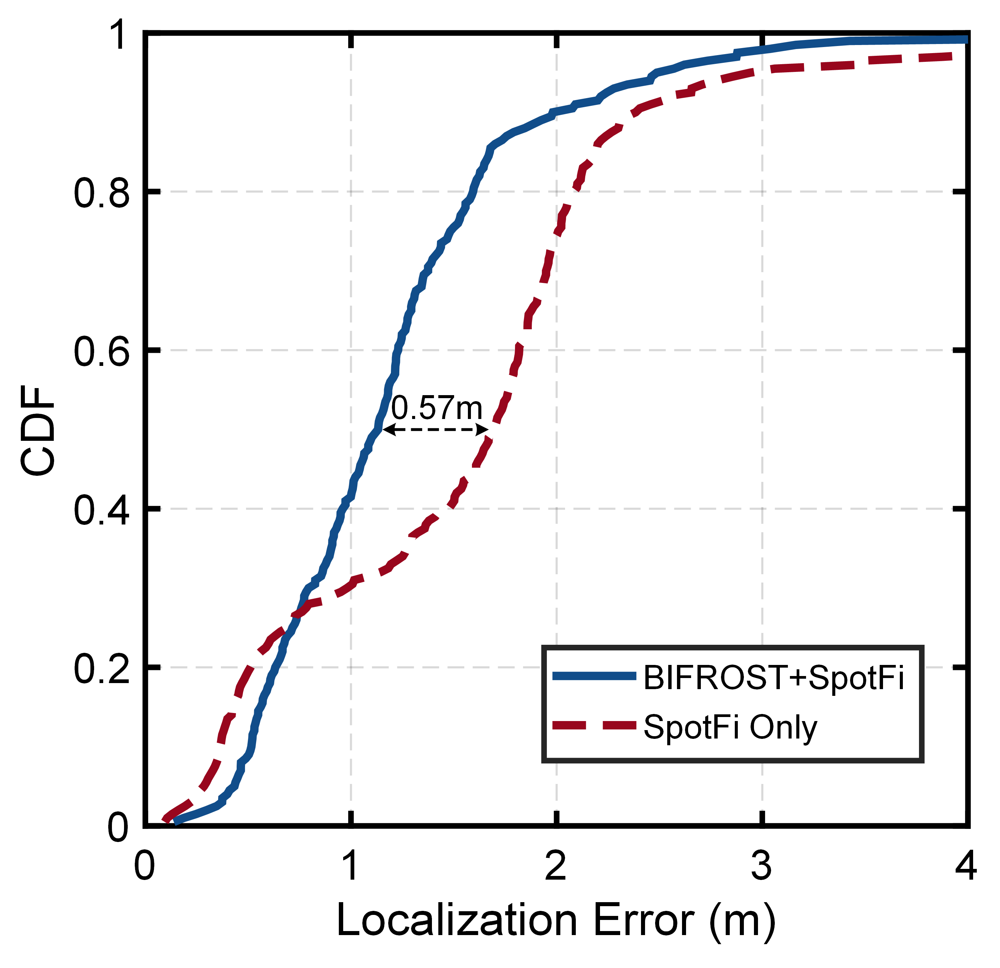 1
0.8
0.6
0.4
0.2
0
CDF
0.57m
BIFROST+SpotFi
SpotFi Only
0 1 2 3 4
Localization Error (m)